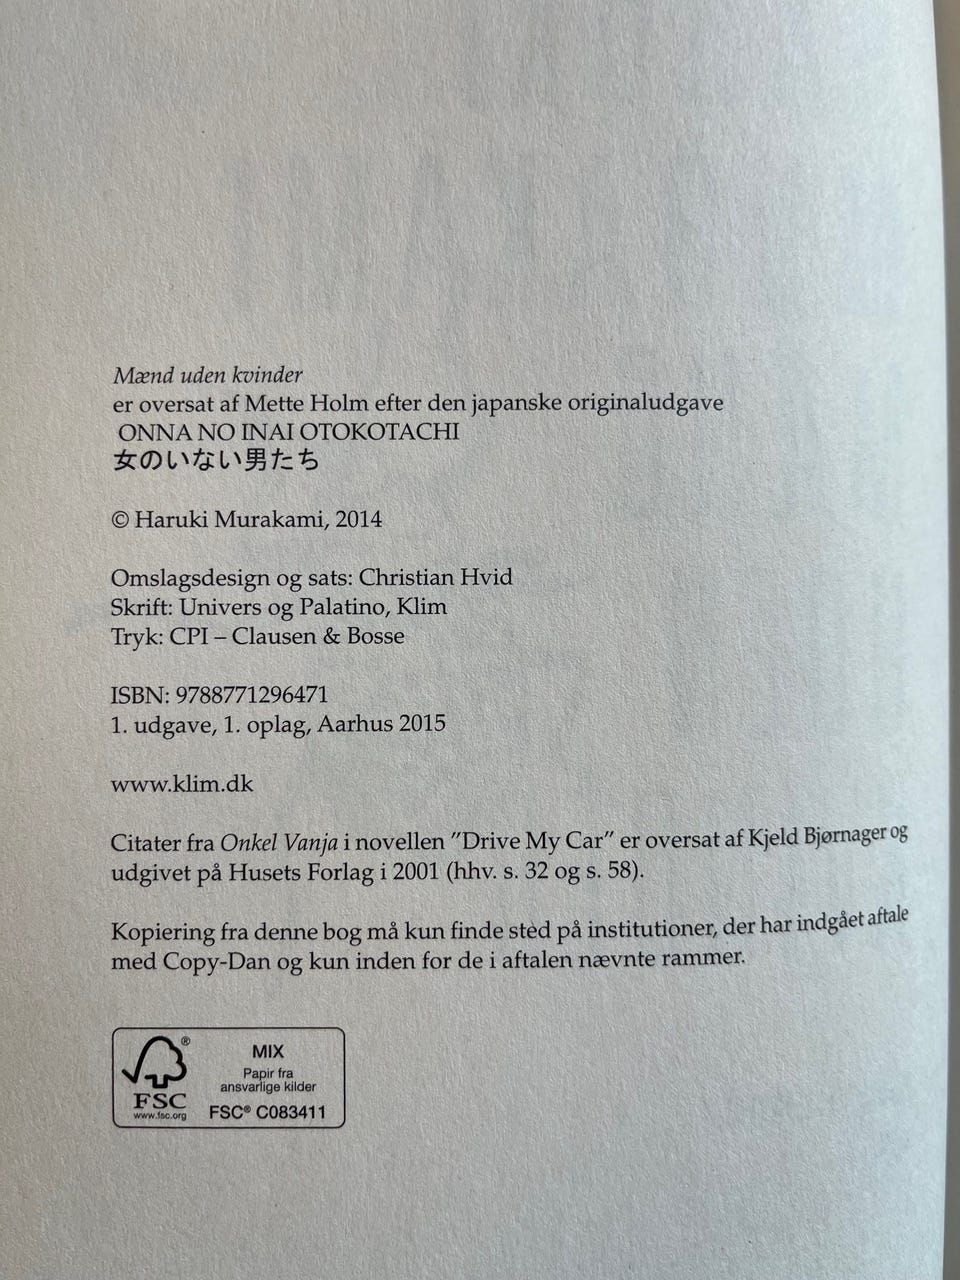 Mænd uden kvinder
er oversat af Mette Holm efter den japanske originaludgave
ONNA NO INAI OTOKOTACHI
女のいない男たち
© Haruki Murakami, 2014
Omslagsdesign og sats: Christian Hvid
Skrift: Univers og Palatino, Klim
Tryk: CPI – Clausen & Bosse
ISBN: 9788771296471
1. udgave, 1. oplag, Aarhus 2015
www.klim.dk
Citater fra Onkel Vanja i novellen ”Drive My Car” er oversat af Kjeld Bjørnager og
udgivet på Husets Forlag i 2001 (hhv. s. 32 og s. 58).
Kopiering fra denne bog må kun finde sted på institutioner, der har indgået aftale
med Copy-Dan og kun inden for de i aftalen nævnte rammer.
®
FSC
www.fsc.org
MIX
Papir fra
ansvarlige kilder
FSC® C083411